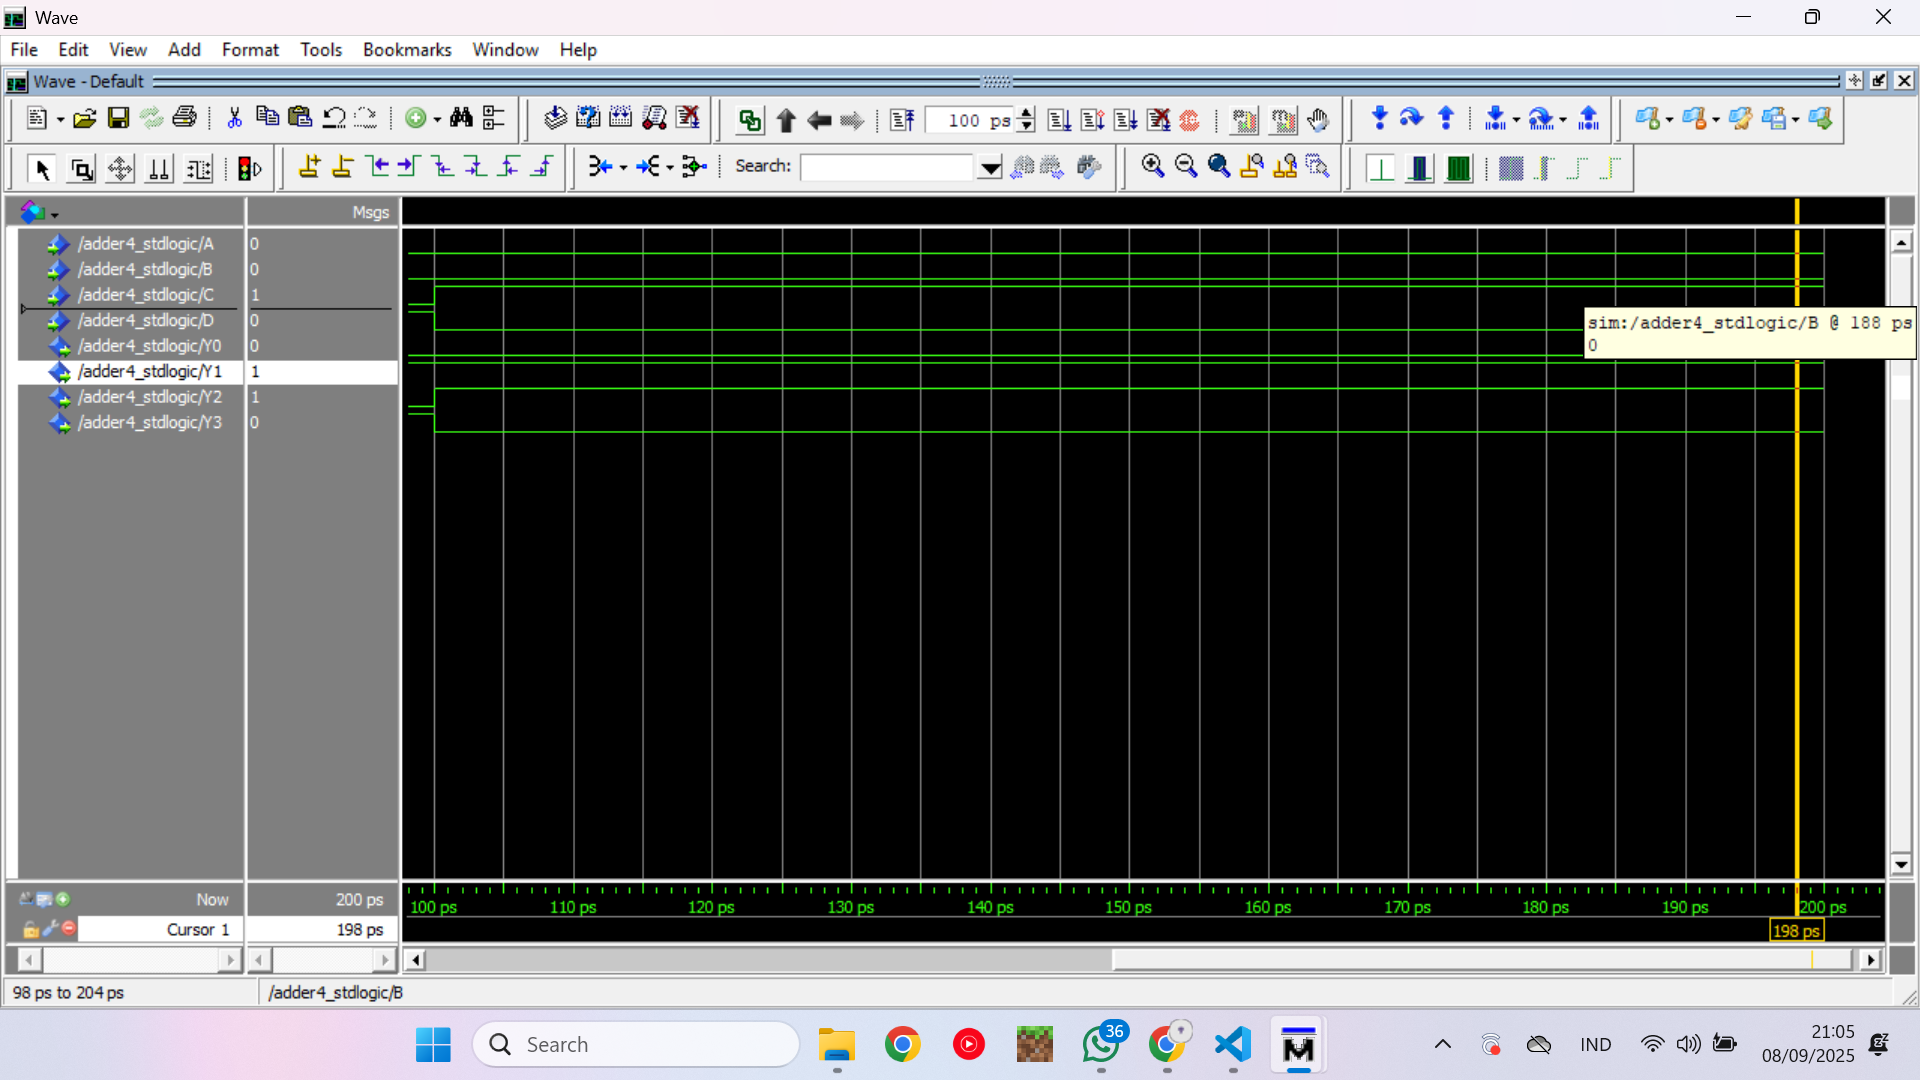 Wave
File Edit View Add Format Tools Bookmarks Window Help
Wave - Default
100 ps
Search:
Msgs
/adder4_stdlogic/A 0
/adder4_stdlogic/B 0
/adder4_stdlogic/C 1
/adder4_stdlogic/D 0
/adder4_stdlogic/Y0 0
/adder4_stdlogic/Y1 1
/adder4_stdlogic/Y2 1
/adder4_stdlogic/Y3 0
sim:/adder4_stdlogic/B @ 188 ps
0
Now 200 ps
100 ps 110 ps 120 ps 130 ps 140 ps 150 ps 160 ps 170 ps 180 ps 190 ps 200 ps
Cursor 1 198 ps
198 ps
98 ps to 204 ps /adder4_stdlogic/B
Search
36
IND
21:05
08/09/2025